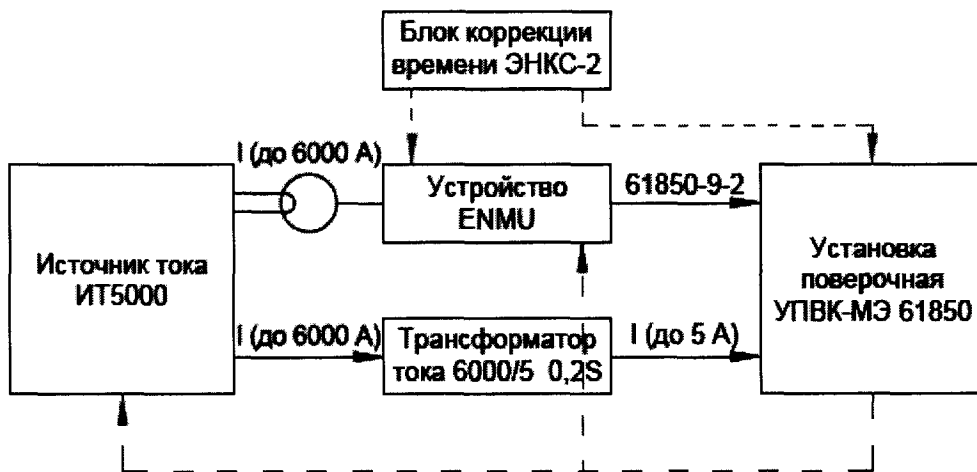 Блок коррекции
времени ЭНКС-2
I (до 6000 А)
Устройство
ENMU
61850-9-2
Источник тока
ИТ5000
Установка
поверочная
УПВК-МЭ 61850
I (до 6000 А)
Трансформатор
тока 6000/5 0,2S
I (до 5 А)